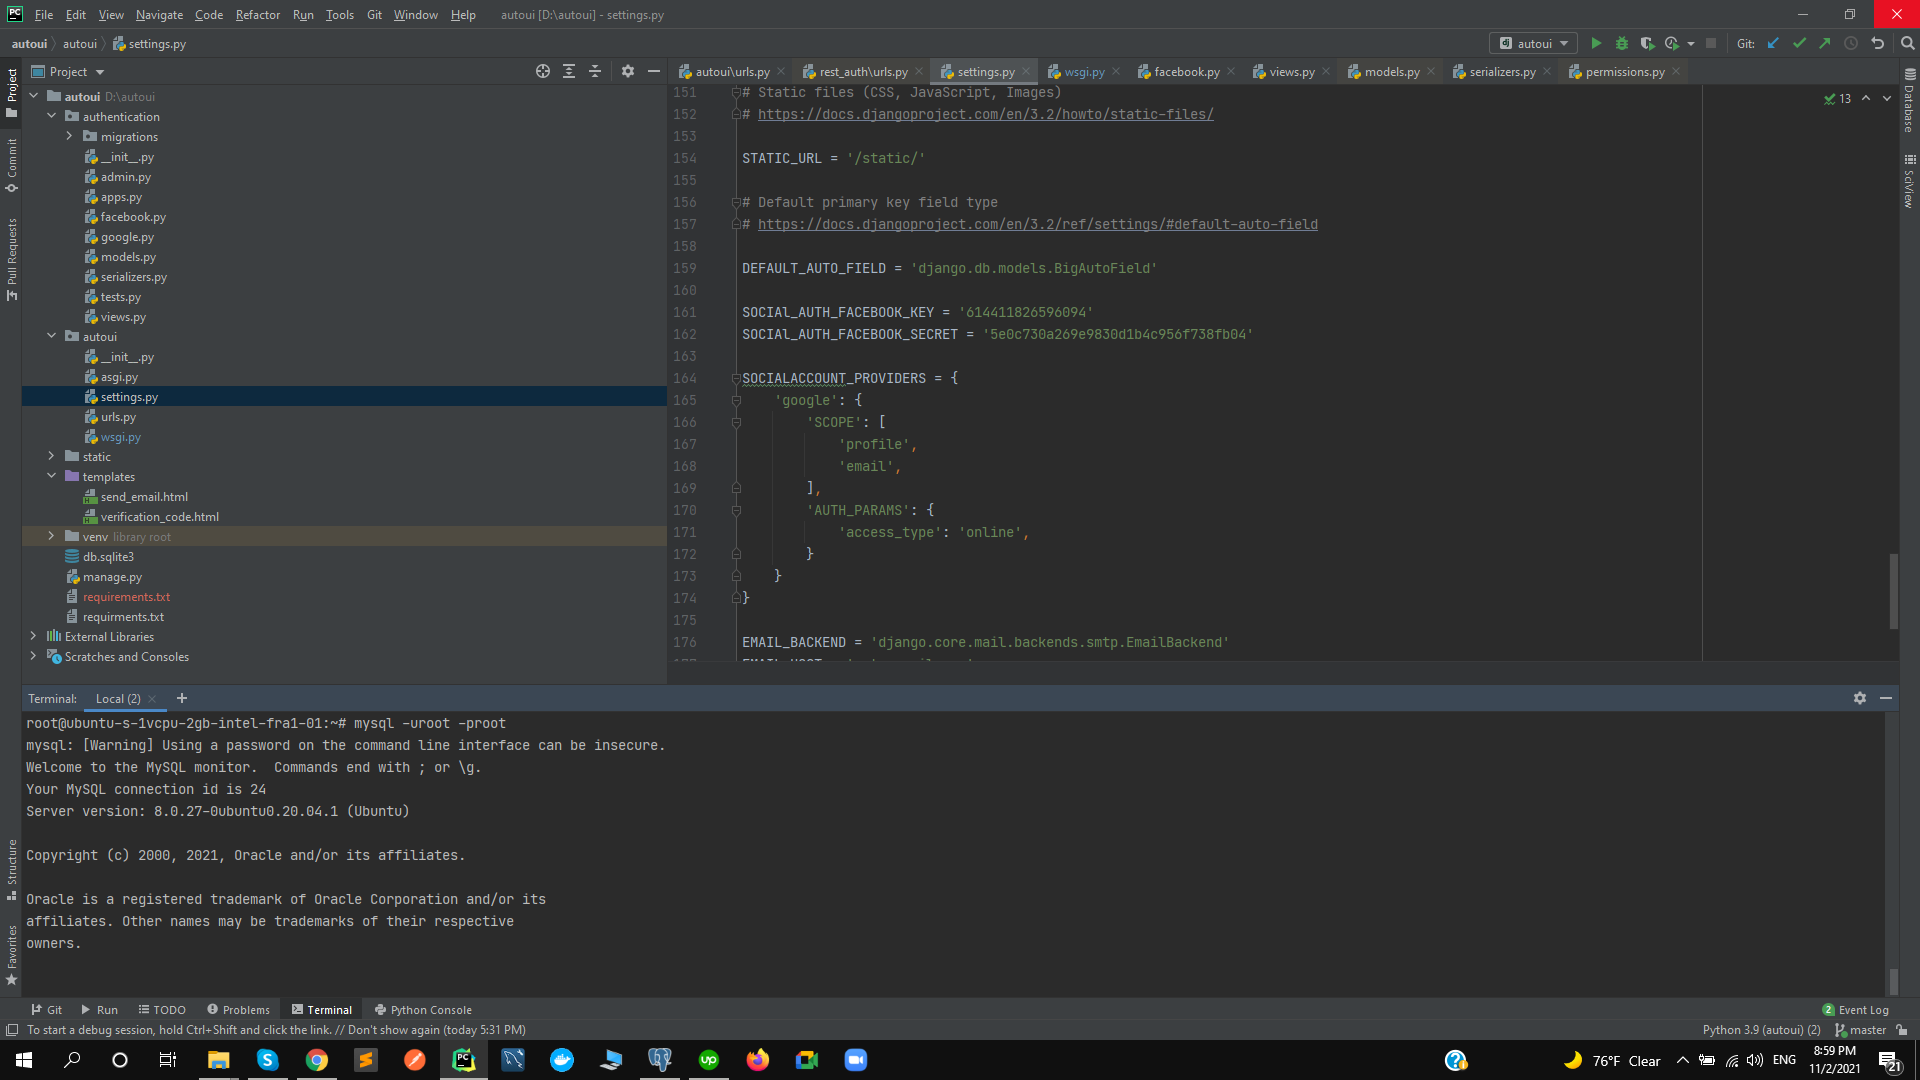 File Edit View Navigate Code Refactor Run Tools Git Window Help autoui [D:\autoui] - settings.py
autoui autoui settings.py
autoui Git:
Project
autoui\urls.py rest_auth\urls.py settings.py wsgi.py facebook.py views.py models.py serializers.py permissions.py
autoui D:\autoui
authentication
migrations
__init__.py
admin.py
apps.py
facebook.py
google.py
models.py
serializers.py
tests.py
views.py
autoui
__init__.py
asgi.py
settings.py
urls.py
wsgi.py
static
templates
send_email.html
verification_code.html
venv library root
db.sqlite3
manage.py
requirements.txt
requirments.txt
External Libraries
Scratches and Consoles
Project
Commit
Pull Requests
Structure
Favorites
151 # Static files (CSS, JavaScript, Images)
152 # https://docs.djangoproject.com/en/3.2/howto/static-files/
153
154 STATIC_URL = '/static/'
155
156 # Default primary key field type
157 # https://docs.djangoproject.com/en/3.2/ref/settings/#default-auto-field
158
159 DEFAULT_AUTO_FIELD = 'django.db.models.BigAutoField'
160
161 SOCIAl_AUTH_FACEBOOK_KEY = '614411826596094'
162 SOCIAl_AUTH_FACEBOOK_SECRET = '5e0c730a269e9830d1b4c956f738fb04'
163
164 SOCIALACCOUNT_PROVIDERS = {
165 'google': {
166 'SCOPE': [
167 'profile',
168 'email',
169 ],
170 'AUTH_PARAMS': {
171 'access_type': 'online',
172 }
173 }
174 }
175
176 EMAIL_BACKEND = 'django.core.mail.backends.smtp.EmailBackend'
13
Database
SciView
Terminal: Local (2)
root@ubuntu-s-1vcpu-2gb-intel-fra1-01:~# mysql -uroot -proot
mysql: [Warning] Using a password on the command line interface can be insecure.
Welcome to the MySQL monitor.  Commands end with ; or \g.
Your MySQL connection id is 24
Server version: 8.0.27-0ubuntu0.20.04.1 (Ubuntu)
Copyright (c) 2000, 2021, Oracle and/or its affiliates.
Oracle is a registered trademark of Oracle Corporation and/or its
affiliates. Other names may be trademarks of their respective
owners.
Git Run TODO Problems Terminal Python Console 2 Event Log
To start a debug session, hold Ctrl+Shift and click the link. // Don't show again (today 5:31 PM) Python 3.9 (autoui) (2) master
76°F Clear ENG 8:59 PM
11/2/2021 21